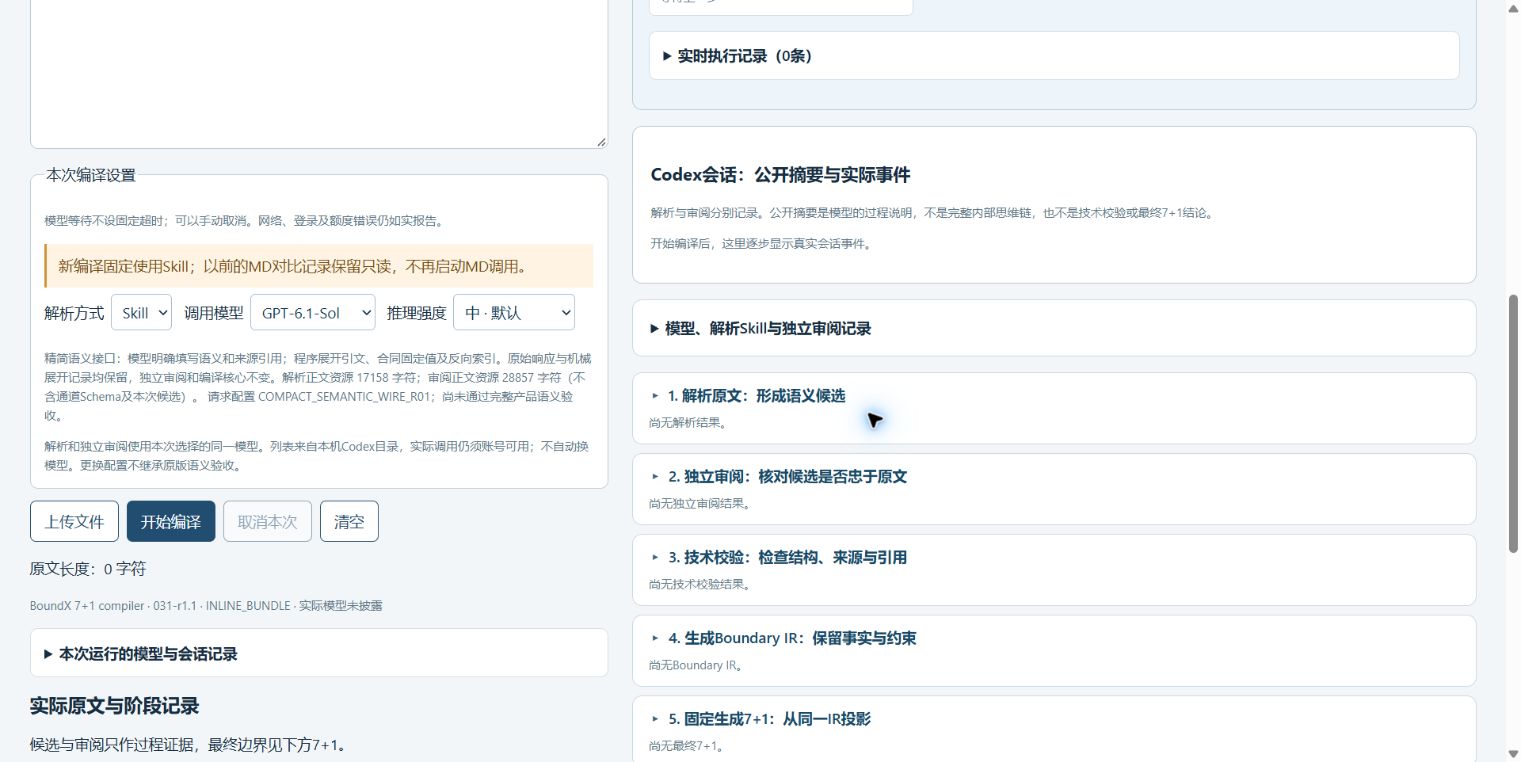 本次编译设置
模型等待不设固定超时；可以手动取消。网络、登录及额度错误仍如实报告。
新编译固定使用Skill；以前的MD对比记录保留只读，不再启动MD调用。
解析方式 Skill 调用模型 GPT-6.1-Sol 推理强度 中 · 默认
精简语义接口：模型明确填写语义和来源引用；程序展开引文、合同固定值及反向索引。原始响应与机械
展开记录均保留，独立审阅和编译核心不变。解析正文资源 17158 字符；审阅正文资源 28857 字符（不
含通道Schema及本次候选）。 请求配置 COMPACT_SEMANTIC_WIRE_R01；尚未通过完整产品语义验
收。
解析和独立审阅使用本次选择的同一模型。列表来自本机Codex目录，实际调用仍须账号可用；不自动换
模型。更换配置不继承原版语义验收。
上传文件 开始编译 取消本次 清空
原文长度：0 字符
BoundX 7+1 compiler · 031-r1.1 · INLINE_BUNDLE · 实际模型未披露
▶ 本次运行的模型与会话记录
实际原文与阶段记录
候选与审阅只作过程证据，最终边界见下方7+1。
▶ 实时执行记录（0条）
Codex会话：公开摘要与实际事件
解析与审阅分别记录。公开摘要是模型的过程说明，不是完整内部思维链，也不是技术校验或最终7+1结论。
开始编译后，这里逐步显示真实会话事件。
▶ 模型、解析Skill与独立审阅记录
▸ 1. 解析原文：形成语义候选
尚无解析结果。
▸ 2. 独立审阅：核对候选是否忠于原文
尚无独立审阅结果。
▸ 3. 技术校验：检查结构、来源与引用
尚无技术校验结果。
▸ 4. 生成Boundary IR：保留事实与约束
尚无Boundary IR。
▸ 5. 固定生成7+1：从同一IR投影
尚无最终7+1。